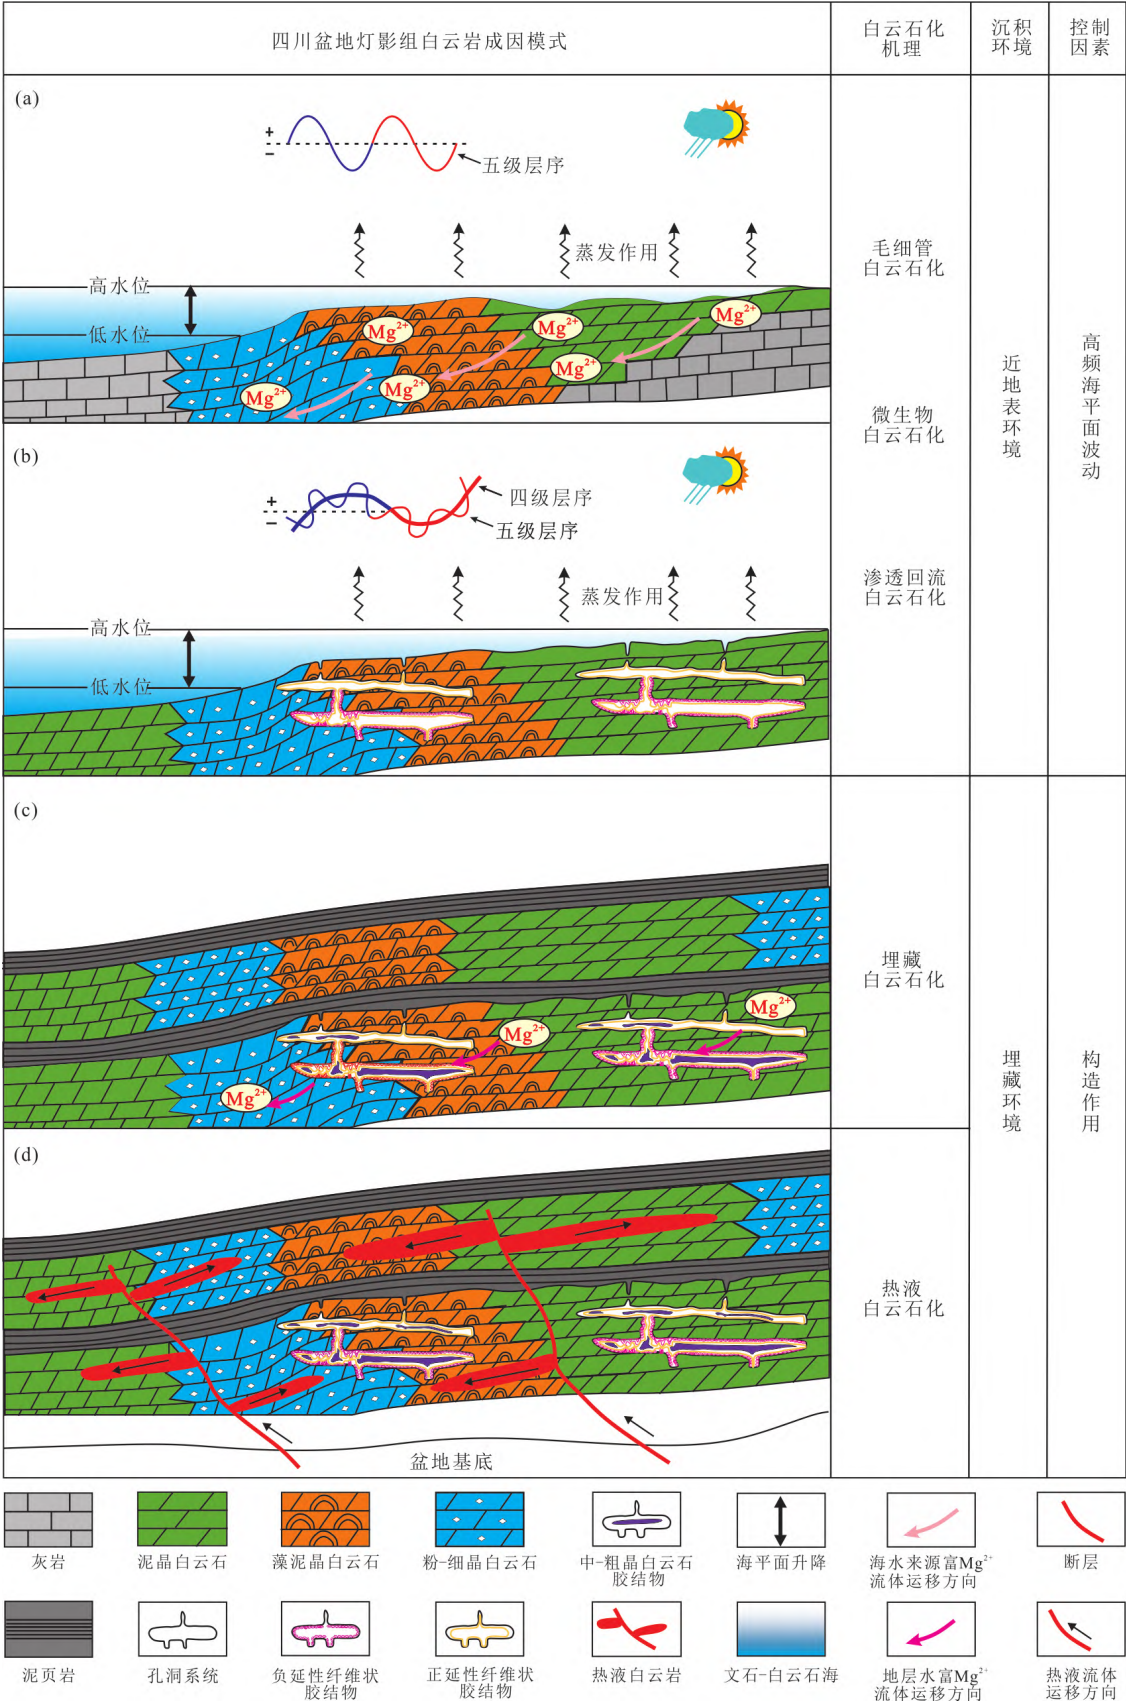 四川盆地灯影组白云岩成因模式
白云石化
机理
沉积
环境
控制
因素
(a)
+
−
五级层序
蒸发作用
高水位
低水位
Mg²⁺
Mg²⁺
Mg²⁺
Mg²⁺
Mg²⁺
Mg²⁺
毛细管
白云石化
微生物
白云石化
渗透回流
白云石化
近地表环境
高频海平面波动
(b)
+
−
四级层序
五级层序
蒸发作用
高水位
低水位
(c)
Mg²⁺
Mg²⁺
Mg²⁺
埋藏
白云石化
埋藏环境
构造作用
(d)
热液
白云石化
盆地基底
灰岩
泥晶白云石
藻泥晶白云石
粉-细晶白云石
中-粗晶白云石
胶结物
海平面升降
海水来源富Mg²⁺
流体运移方向
断层
泥页岩
孔洞系统
负延性纤维状
胶结物
正延性纤维状
胶结物
热液白云岩
文石-白云石海
地层水富Mg²⁺
流体运移方向
热液流体
运移方向